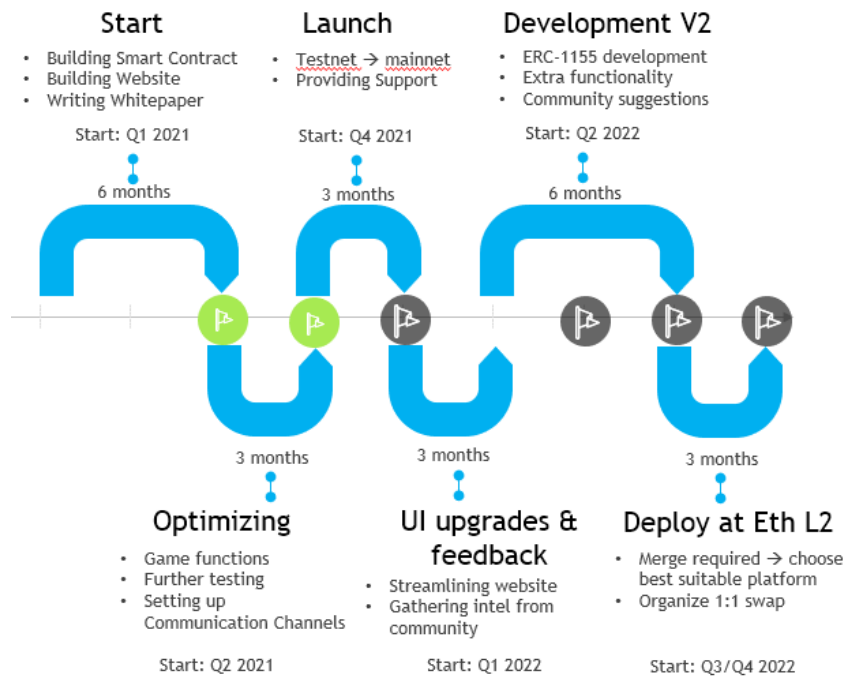 Start
• Building Smart Contract
• Building Website
• Writing Whitepaper
Start: Q1 2021
6 months
Launch
• Testnet → mainnet
• Providing Support
Start: Q4 2021
3 months
Development V2
• ERC-1155 development
• Extra functionality
• Community suggestions
Start: Q2 2022
6 months
3 months
Optimizing
• Game functions
• Further testing
• Setting up
Communication Channels
Start: Q2 2021
3 months
UI upgrades &
feedback
• Streamlining website
• Gathering intel from
community
Start: Q1 2022
3 months
Deploy at Eth L2
• Merge required → choose
best suitable platform
• Organize 1:1 swap
Start: Q3/Q4 2022